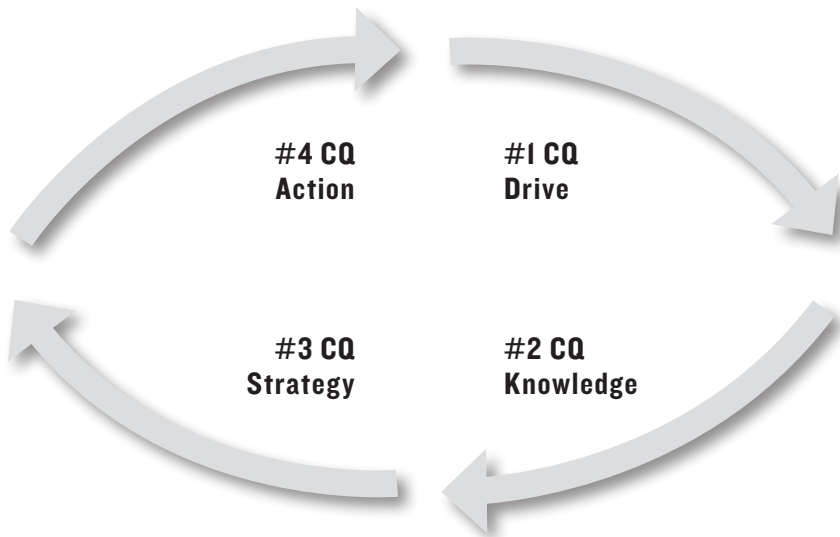 #4 CQ
Action
#1 CQ
Drive
#3 CQ
Strategy
#2 CQ
Knowledge